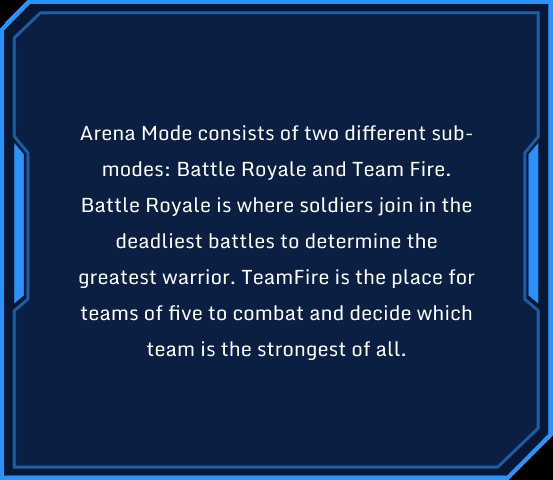 Arena Mode consists of two different sub-
modes: Battle Royale and Team Fire.
Battle Royale is where soldiers join in the
deadliest battles to determine the
greatest warrior. TeamFire is the place for
teams of five to combat and decide which
team is the strongest of all.